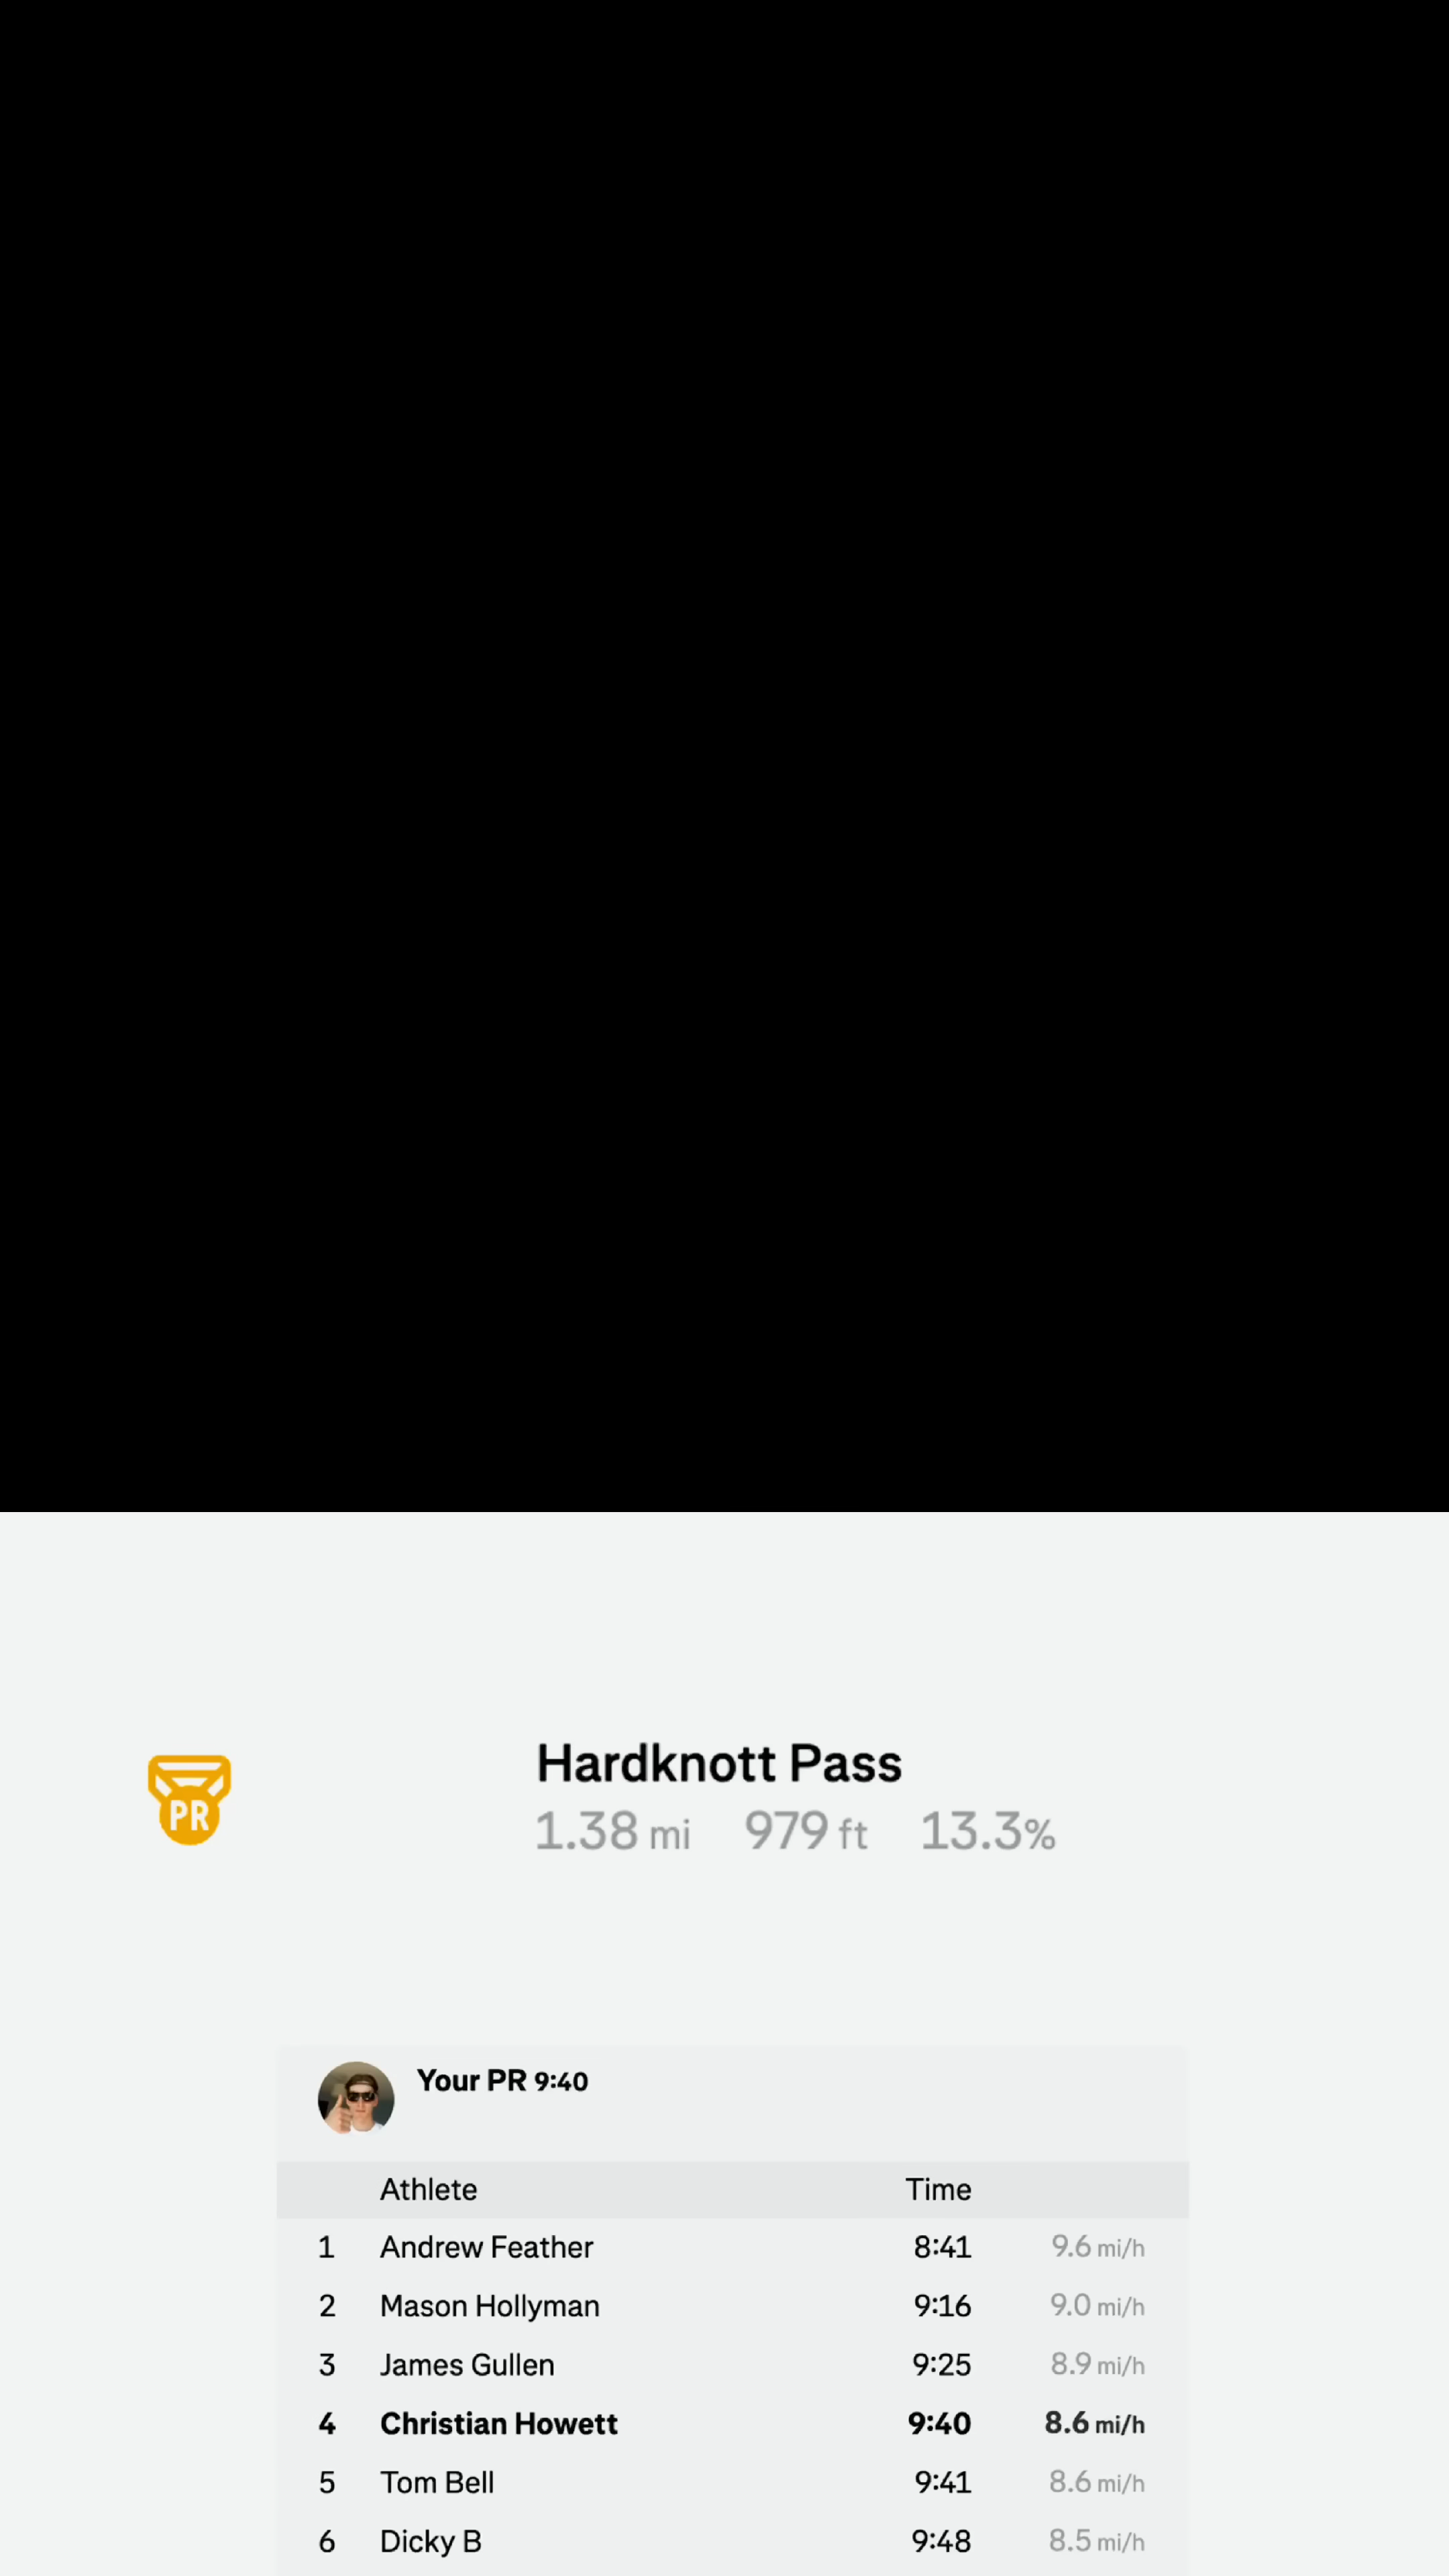 PR
Hardknott Pass
1.38 mi 979 ft 13.3%
Your PR 9:40
Athlete Time
1 Andrew Feather 8:41 9.6 mi/h
2 Mason Hollyman 9:16 9.0 mi/h
3 James Gullen 9:25 8.9 mi/h
4 Christian Howett 9:40 8.6 mi/h
5 Tom Bell 9:41 8.6 mi/h
6 Dicky B 9:48 8.5 mi/h